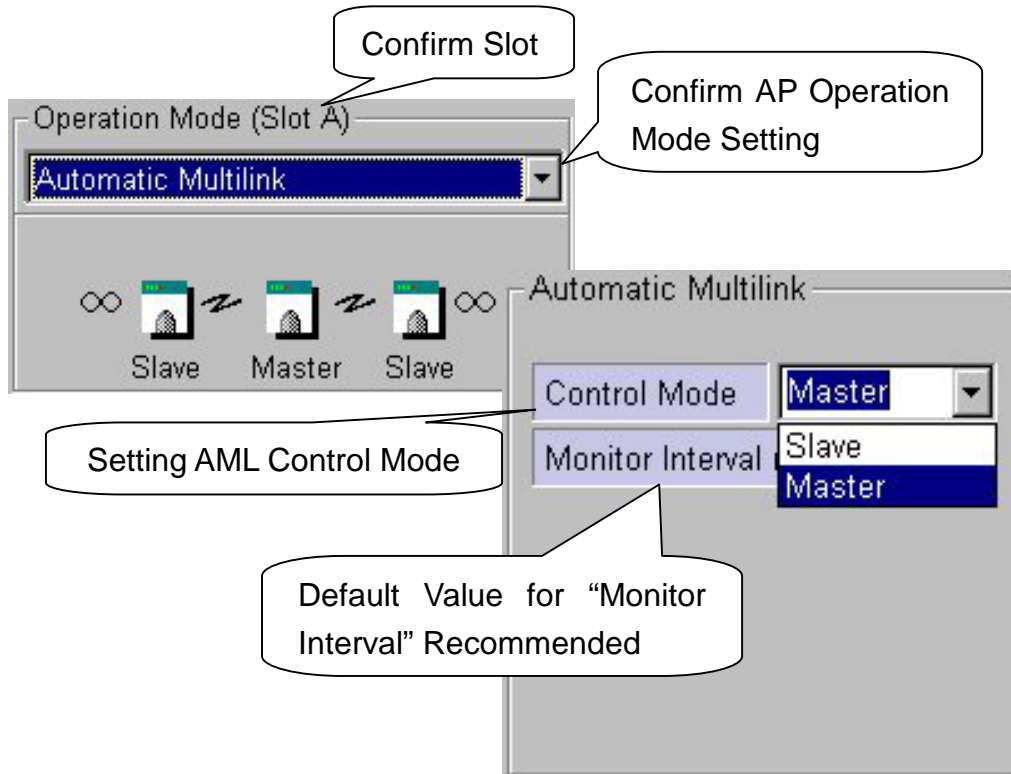 Confirm Slot
Confirm AP Operation
Mode Setting
Operation Mode (Slot A)
Automatic Multilink
Slave Master Slave
Automatic Multilink
Control Mode Master
Slave
Monitor Interval
Master
Setting AML Control Mode
Default Value for “Monitor
Interval” Recommended